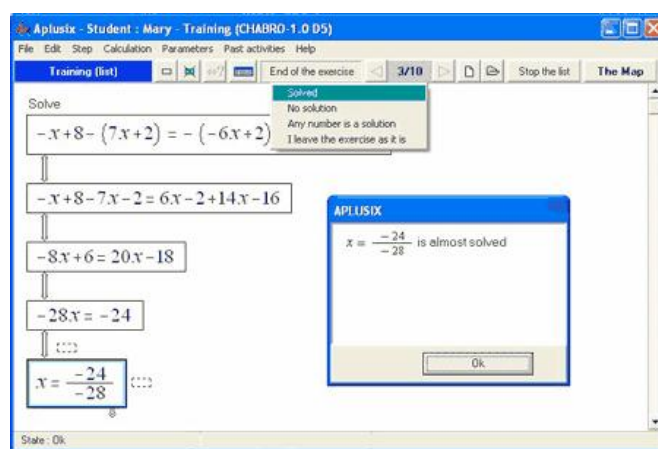 Aplusix - Student : Mary - Training (CHABRO-1.0 D5)
File Edit Step Calculation Parameters Past activities Help
Training (list) End of the exercise 3/10 Stop the list The Map
Solved
No solution
Any number is a solution
I leave the exercise as it is
Solve
-x+8-(7x+2) = -(-6x+2)
-x+8-7x-2 = 6x-2+14x-16
-8x+6 = 20x-18
-28x = -24
x = -24/-28
APLUSIX
x = -24/-28 is almost solved
Ok
State : Ok